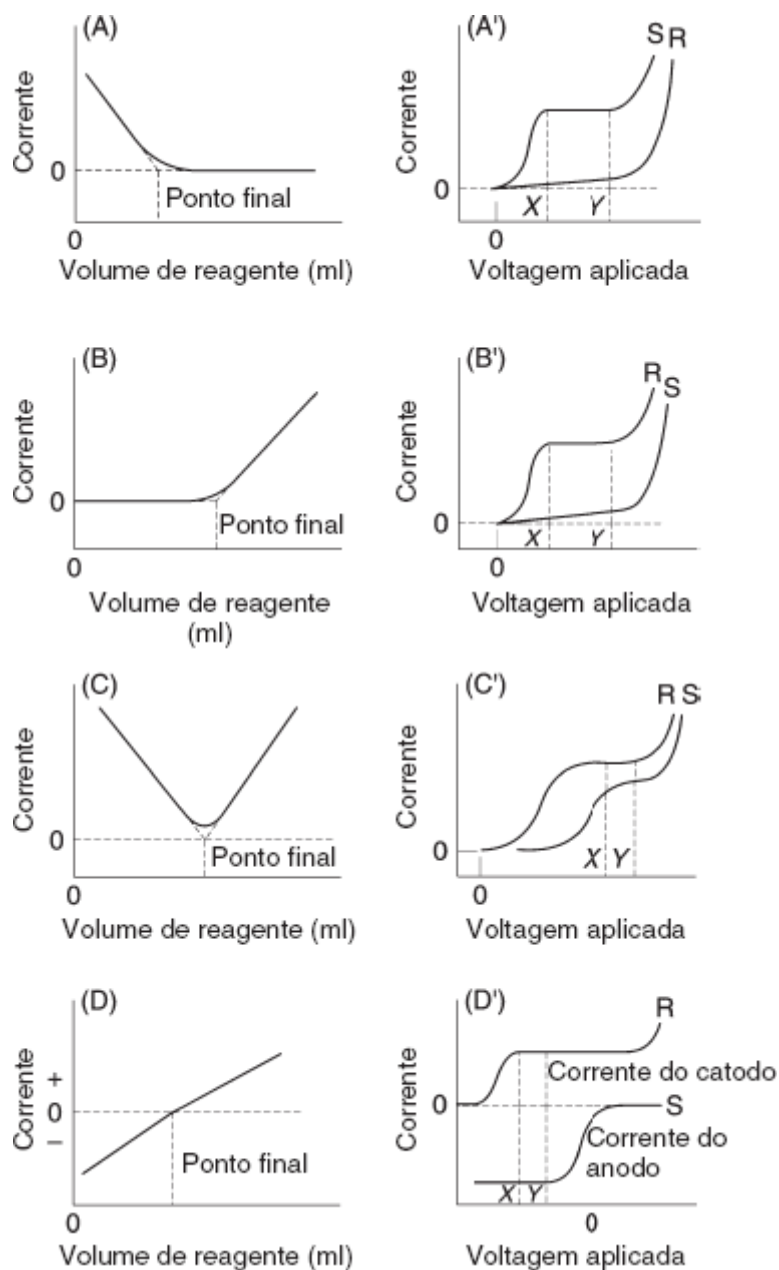 (A)
Corrente
0
Ponto final
0
Volume de reagente (ml)
(A')
S R
Corrente
0
X Y
0
Voltagem aplicada
(B)
Corrente
0
Ponto final
0
Volume de reagente
(ml)
(B')
R S
Corrente
0
X Y
0
Voltagem aplicada
(C)
Corrente
0
Ponto final
0
Volume de reagente (ml)
(C')
R S
Corrente
0
X Y
0
Voltagem aplicada
(D)
Corrente
+
0
–
Ponto final
0
Volume de reagente (ml)
(D')
R
Corrente do catodo
Corrente
0
S
Corrente do
anodo
X Y
0
Voltagem aplicada